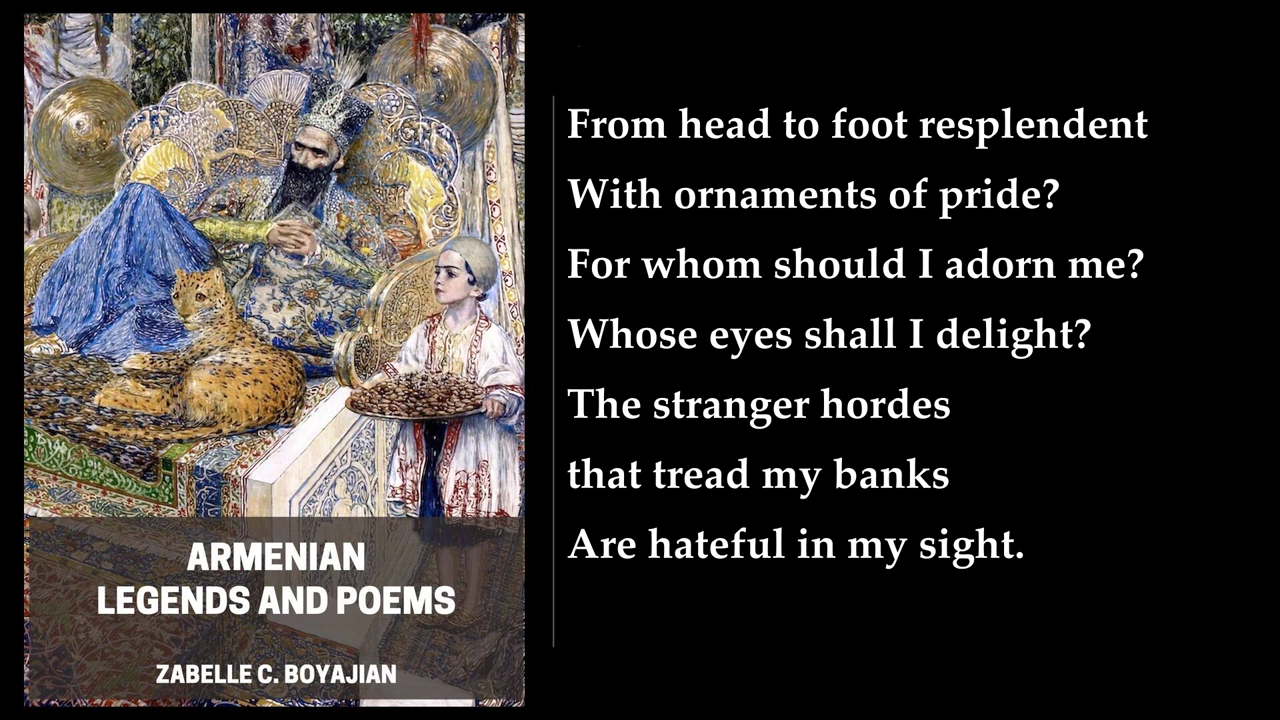 ARMENIAN
LEGENDS AND POEMS
ZABELLE C. BOYAJIAN
From head to foot resplendent
With ornaments of pride?
For whom should I adorn me?
Whose eyes shall I delight?
The stranger hordes
that tread my banks
Are hateful in my sight.